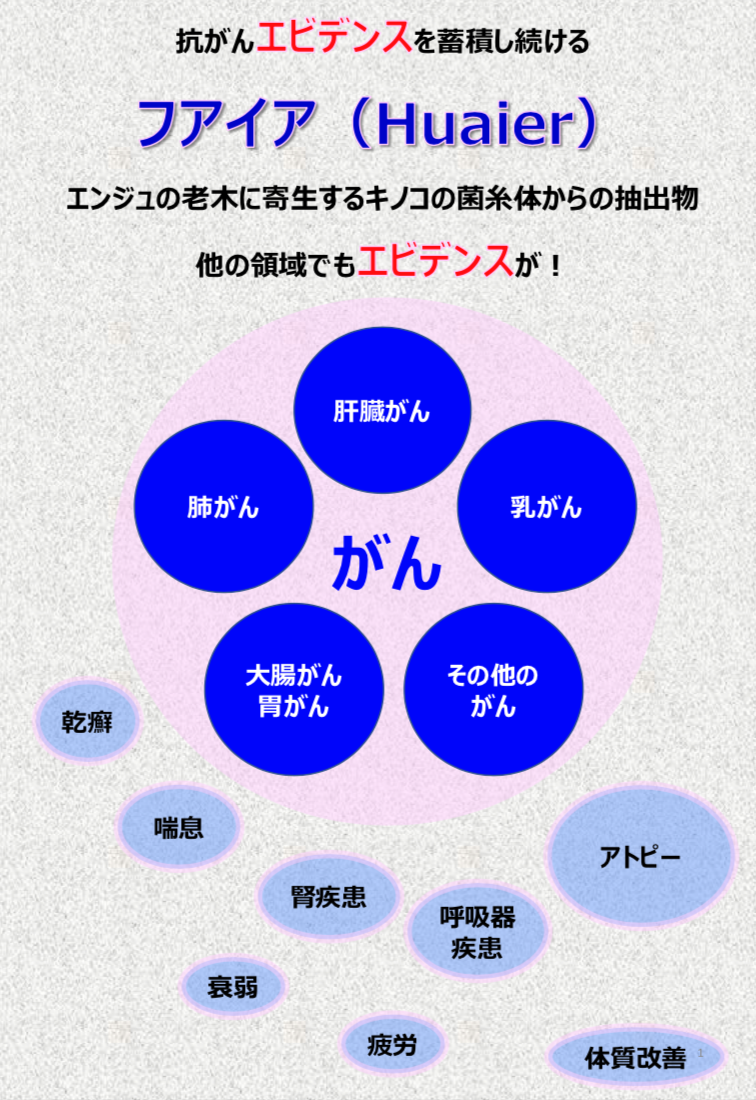 抗がんエビデンスを蓄積し続ける
フアイア（Huaier）
エンジュの老木に寄生するキノコの菌糸体からの抽出物
他の領域でもエビデンスが！
肝臓がん
肺がん
乳がん
がん
大腸がん
胃がん
その他の
がん
乾癬
喘息
アトピー
腎疾患
呼吸器
疾患
衰弱
疲労
体質改善
1